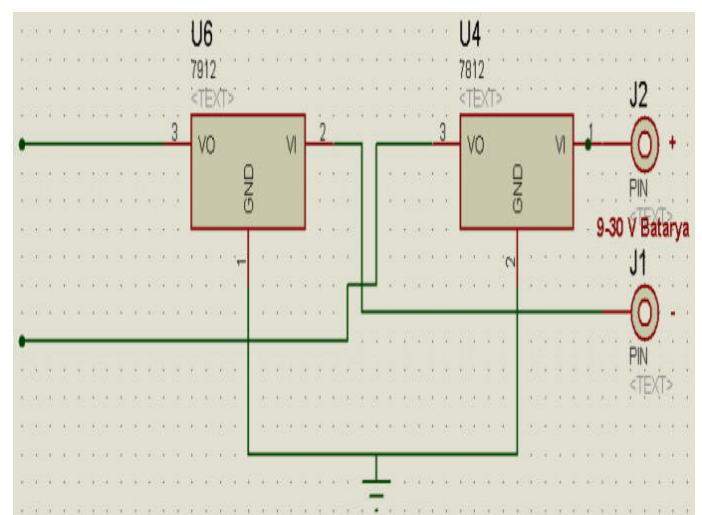 U6
7912
<TEXT>
3
VO
VI
2
GND
1
U4
7812
<TEXT>
3
VO
VI
1
GND
2
J2
+
PIN
<TEXT>
9-30 V Batarya
J1
-
PIN
<TEXT>